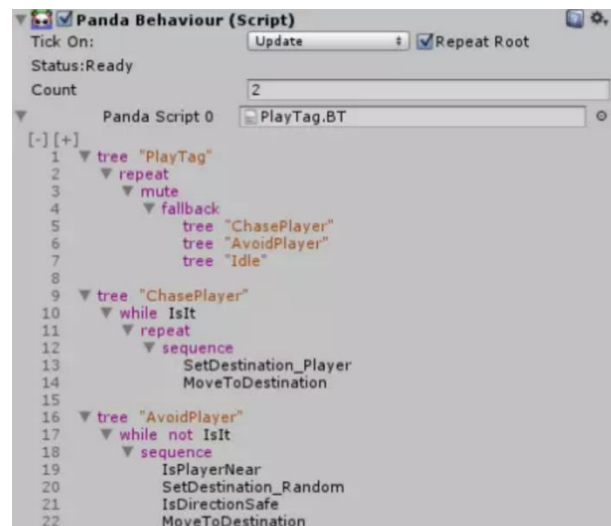 Panda Behaviour (Script)
Tick On: Update Repeat Root
Status:Ready
Count 2
Panda Script 0 PlayTag.BT
[-] [+]
1 tree "PlayTag"
2 repeat
3 mute
4 fallback
5 tree "ChasePlayer"
6 tree "AvoidPlayer"
7 tree "Idle"
8
9 tree "ChasePlayer"
10 while IsIt
11 repeat
12 sequence
13 SetDestination_Player
14 MoveToDestination
15
16 tree "AvoidPlayer"
17 while not IsIt
18 sequence
19 IsPlayerNear
20 SetDestination_Random
21 IsDirectionSafe
22 MoveToDestination